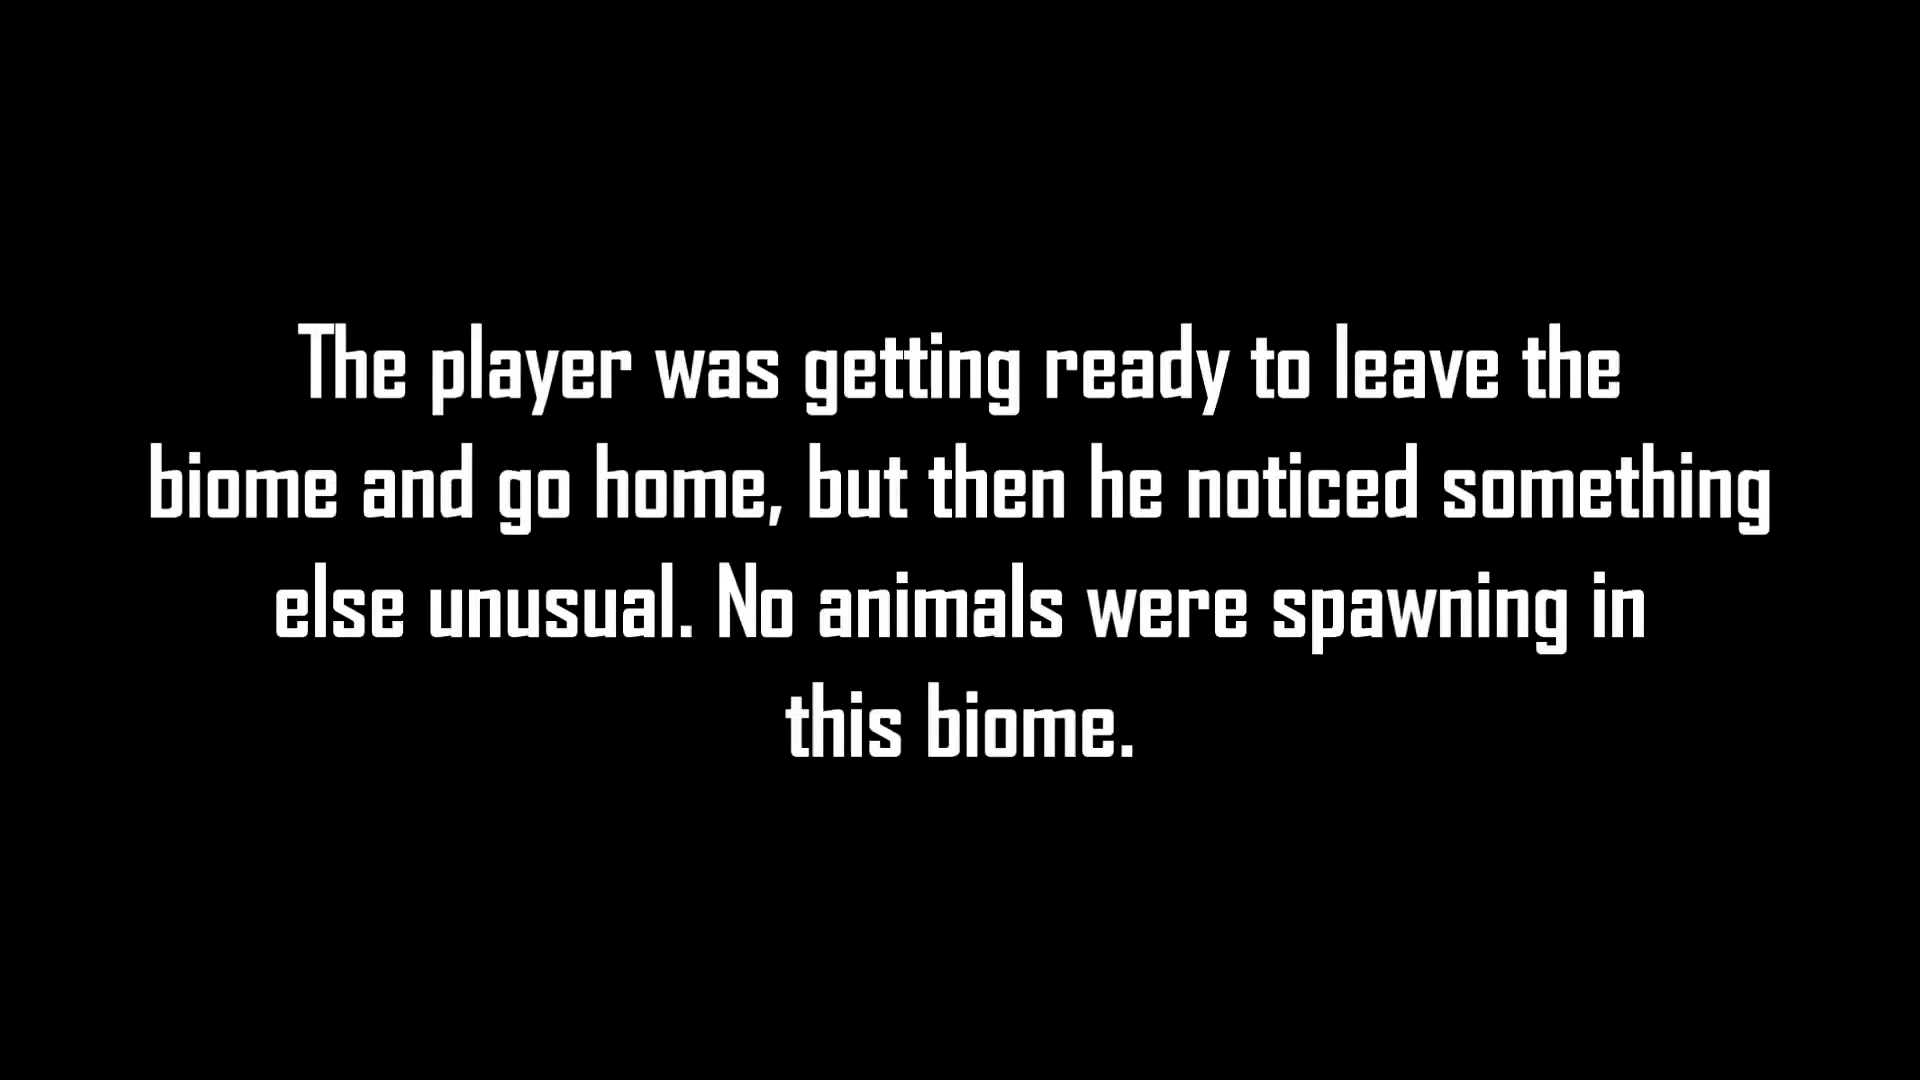 The player was getting ready to leave the
biome and go home, but then he noticed something
else unusual. No animals were spawning in
this biome.